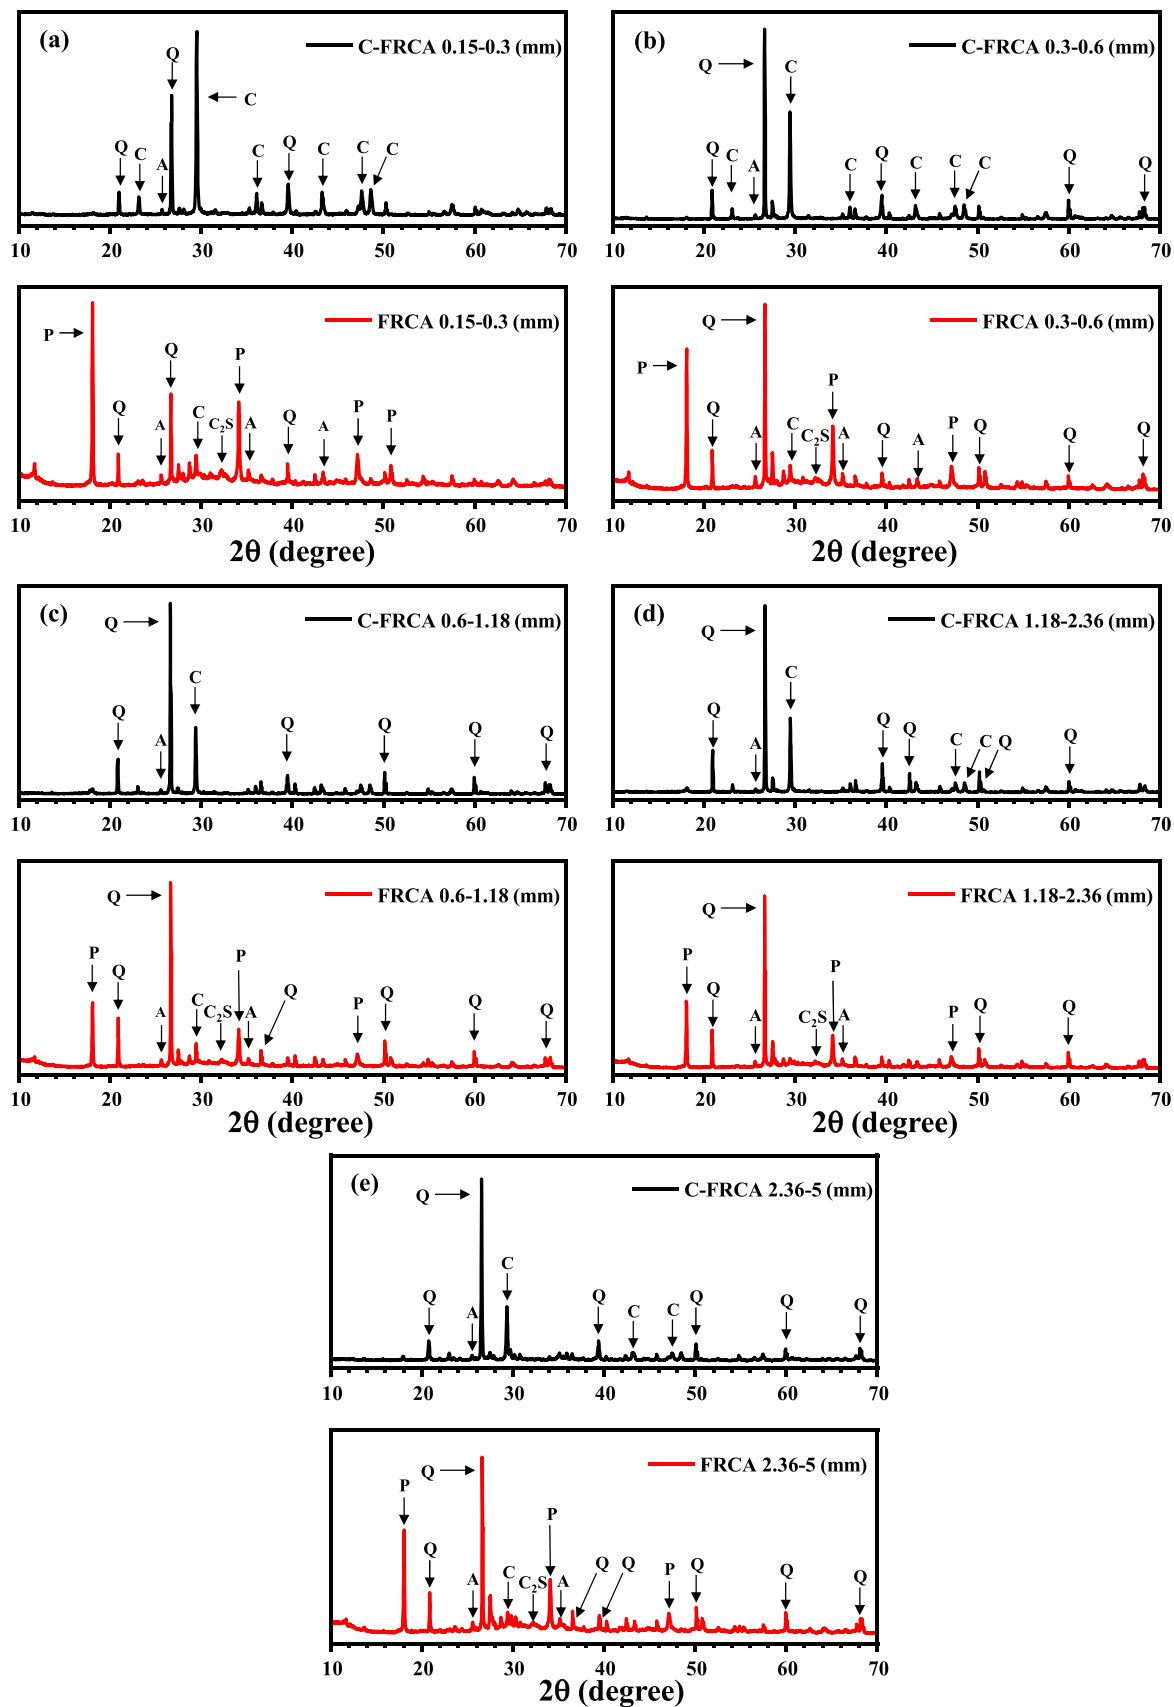 (a) C-FRCA 0.15-0.3 (mm)
Q C
Q C A C Q C C C
10 20 30 40 50 60 70
FRCA 0.15-0.3 (mm)
P Q P
Q A C C₂S A Q A P P
10 20 30 40 50 60 70
2θ (degree)
(b) C-FRCA 0.3-0.6 (mm)
Q C
Q C A C Q C C C Q Q
10 20 30 40 50 60 70
FRCA 0.3-0.6 (mm)
Q
P P
Q A C C₂S A Q A P Q Q Q
10 20 30 40 50 60 70
2θ (degree)
(c) C-FRCA 0.6-1.18 (mm)
Q
C
Q A Q Q Q Q
10 20 30 40 50 60 70
FRCA 0.6-1.18 (mm)
Q
P Q A C C₂S P A Q P Q Q Q
10 20 30 40 50 60 70
2θ (degree)
(d) C-FRCA 1.18-2.36 (mm)
Q
C
Q A Q Q C C Q Q
10 20 30 40 50 60 70
FRCA 1.18-2.36 (mm)
Q
P Q A C₂S P A P Q Q Q
10 20 30 40 50 60 70
2θ (degree)
(e) C-FRCA 2.36-5 (mm)
Q
C
Q A Q C C Q Q Q
10 20 30 40 50 60 70
FRCA 2.36-5 (mm)
Q
P P
Q A C C₂S A Q Q P Q Q Q
10 20 30 40 50 60 70
2θ (degree)